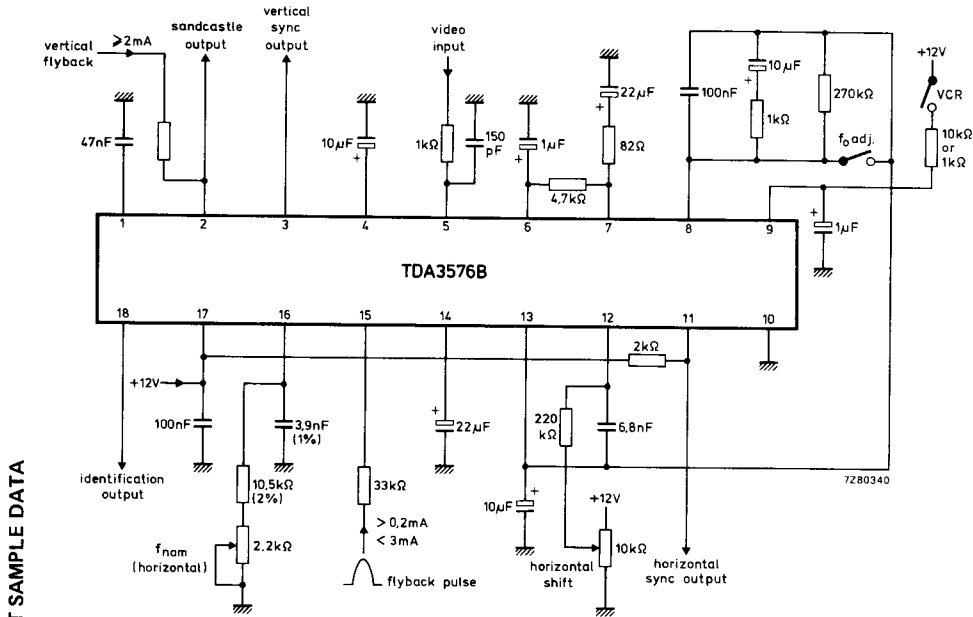 ≥2mA
vertical
flyback
sandcastle
output
vertical
sync
output
video
input
+12V
VCR
10kΩ
or
1kΩ
47nF
10µF
+
1kΩ
150
pF
1µF
+
22µF
+
82Ω
4,7kΩ
100nF
10µF
+
1kΩ
270kΩ
fo adj.
+
1µF
1
2
3
4
5
6
7
8
9
TDA3576B
18
17
16
15
14
13
12
11
10
+12V
100nF
3,9nF
(1%)
10,5kΩ
(2%)
2,2kΩ
fnom
(horizontal)
identification
output
33kΩ
>0,2mA
<3mA
flyback pulse
+
22µF
10µF
+
220
kΩ
6,8nF
2kΩ
+12V
10kΩ
horizontal
shift
horizontal
sync output
7Z80340
T SAMPLE DATA